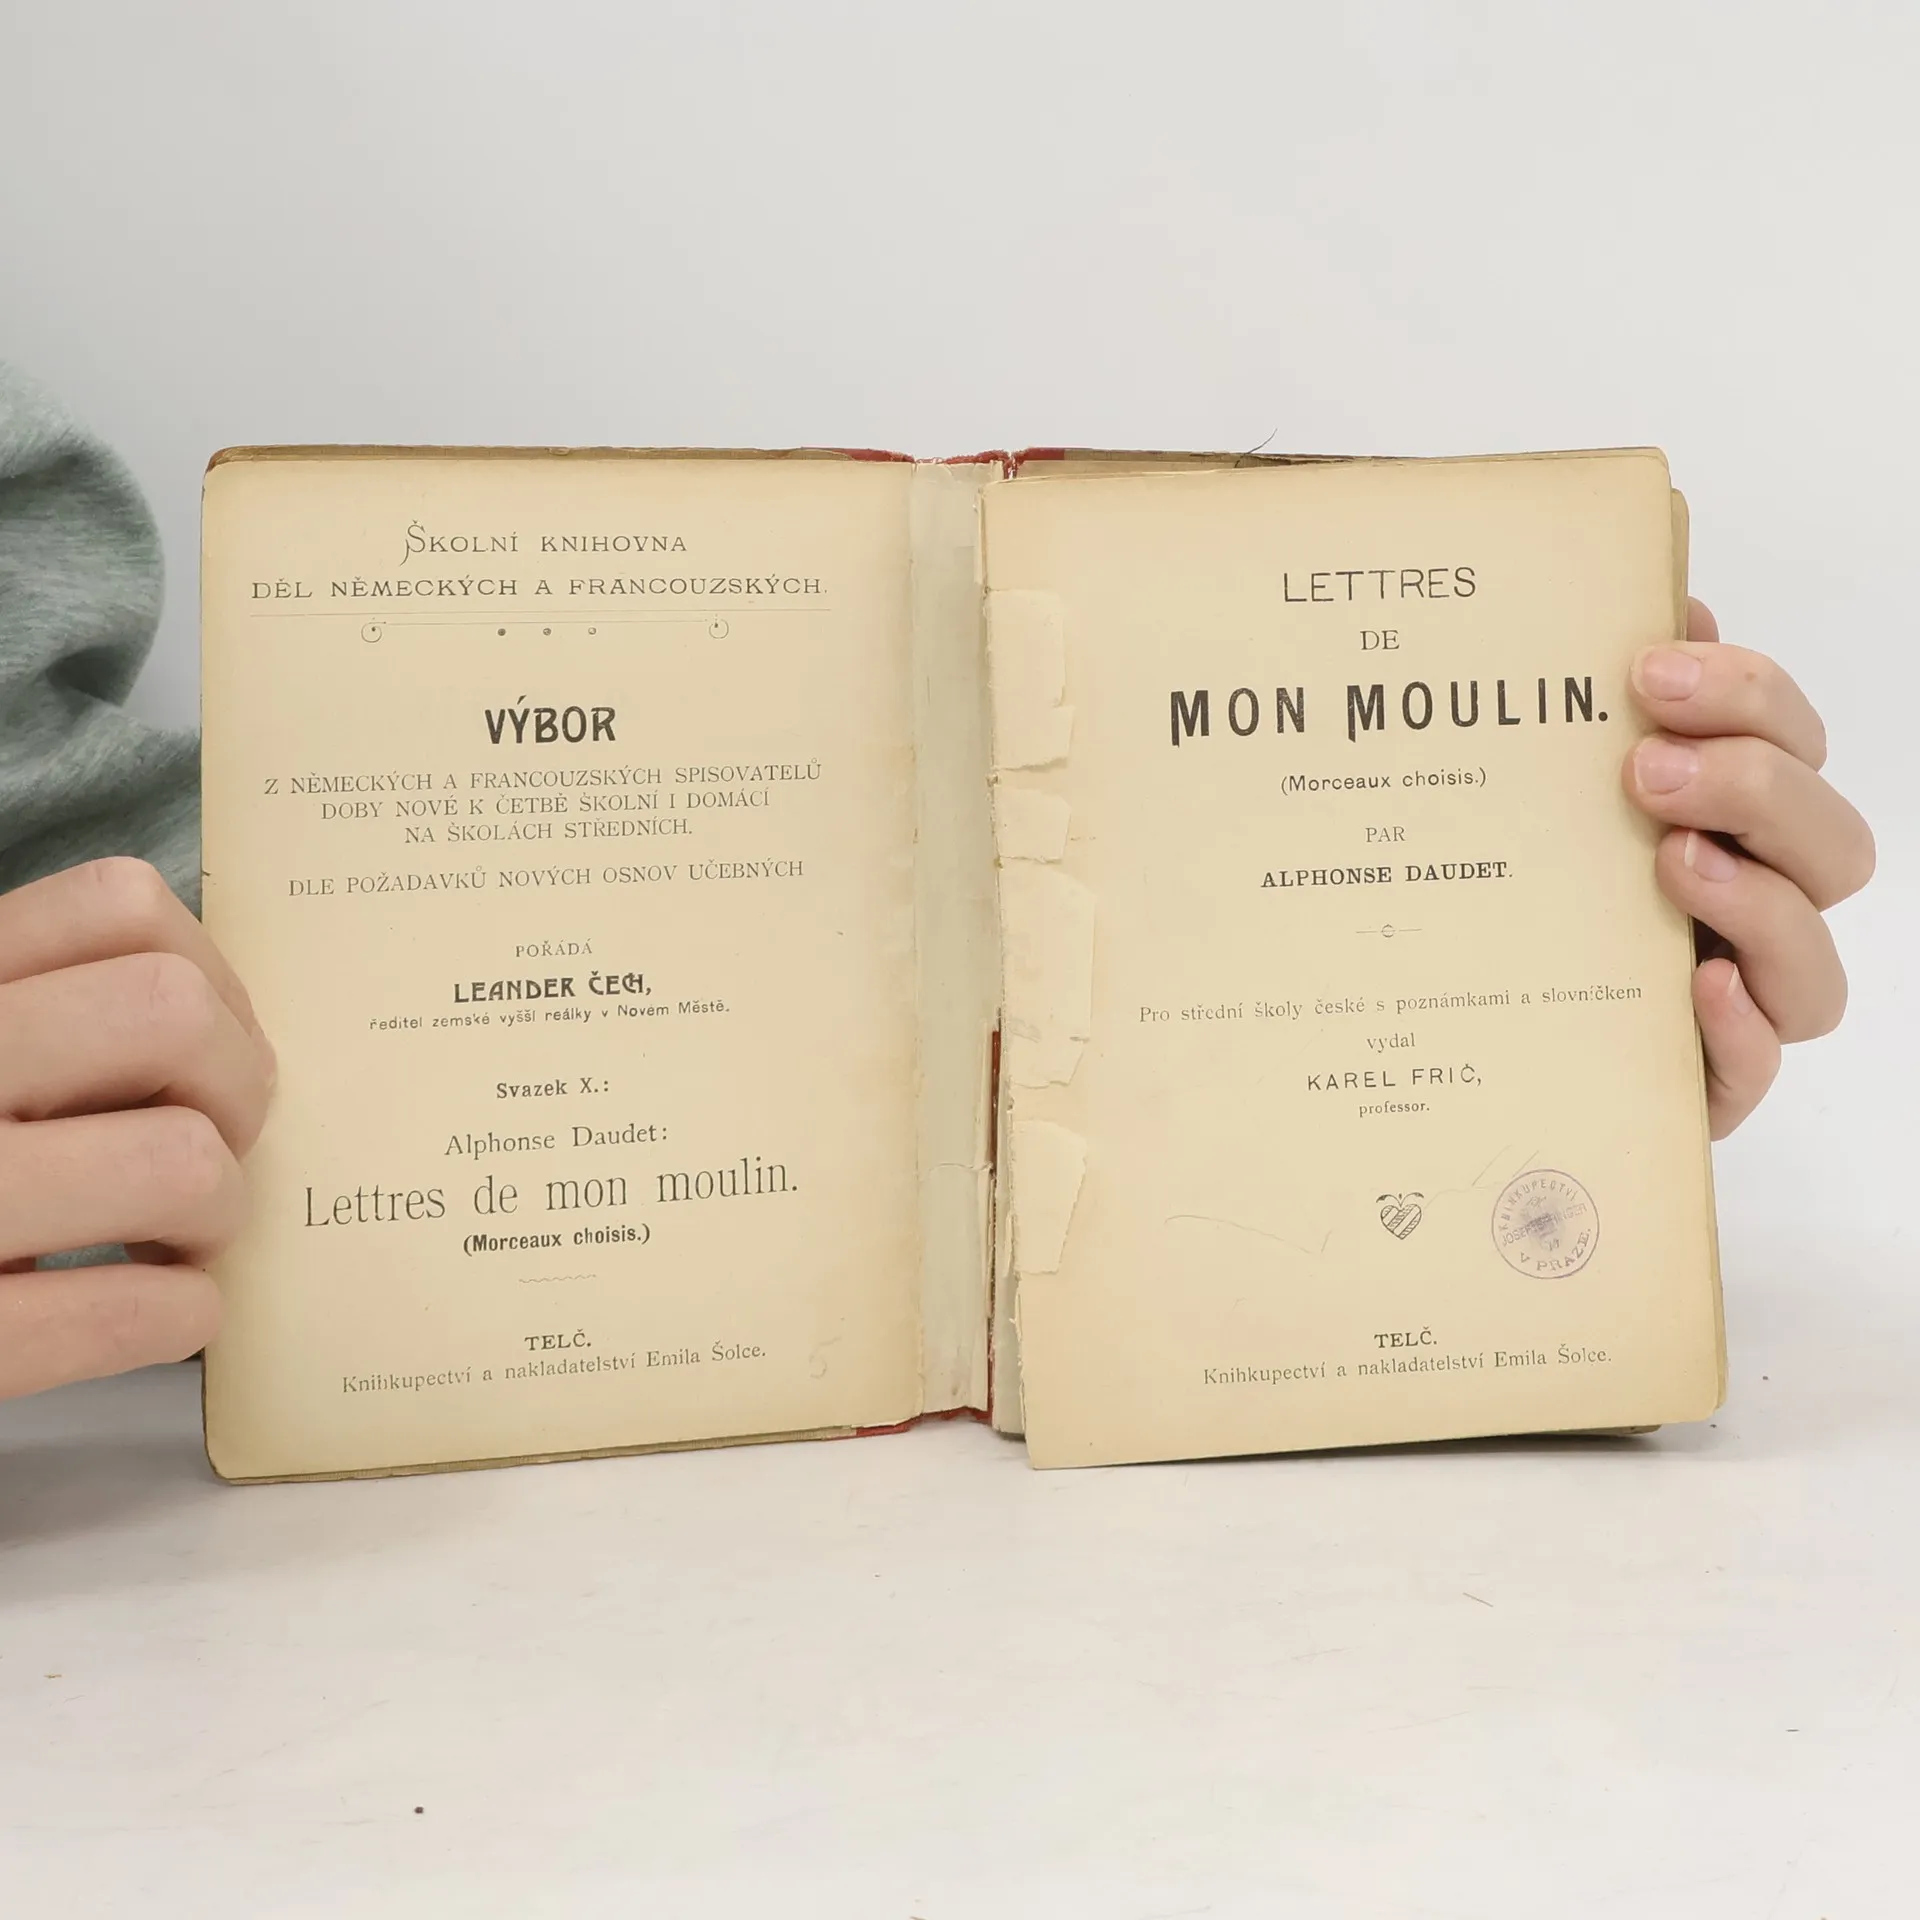 ŠKOLNÍ KNIHOVNA
DĚL NĚMECKÝCH A FRANCOUZSKÝCH.
VÝBOR
Z NĚMECKÝCH A FRANCOUZSKÝCH SPISOVATELŮ
DOBY NOVÉ K ČETBĚ ŠKOLNÍ I DOMÁCÍ
NA ŠKOLÁCH STŘEDNÍCH.
DLE POŽADAVKŮ NOVÝCH OSNOV UČEBNÝCH
POŘÁDÁ
LEANDER ČECH,
ředitel zemské vyšší reálky v Novém Městě.
Svazek X.:
Alphonse Daudet:
Lettres de mon moulin.
(Morceaux choisis.)
TELČ.
Knihkupectví a nakladatelství Emila Šolce.
5
LETTRES
DE
MON MOULIN.
(Morceaux choisis.)
PAR
ALPHONSE DAUDET.
Pro střední školy české s poznámkami a slovníčkem
vydal
KAREL FRIČ,
professor.
KNIHKUPECTVÍ
V PRAZE.
TELČ.
Knihkupectví a nakladatelství Emila Šolce.